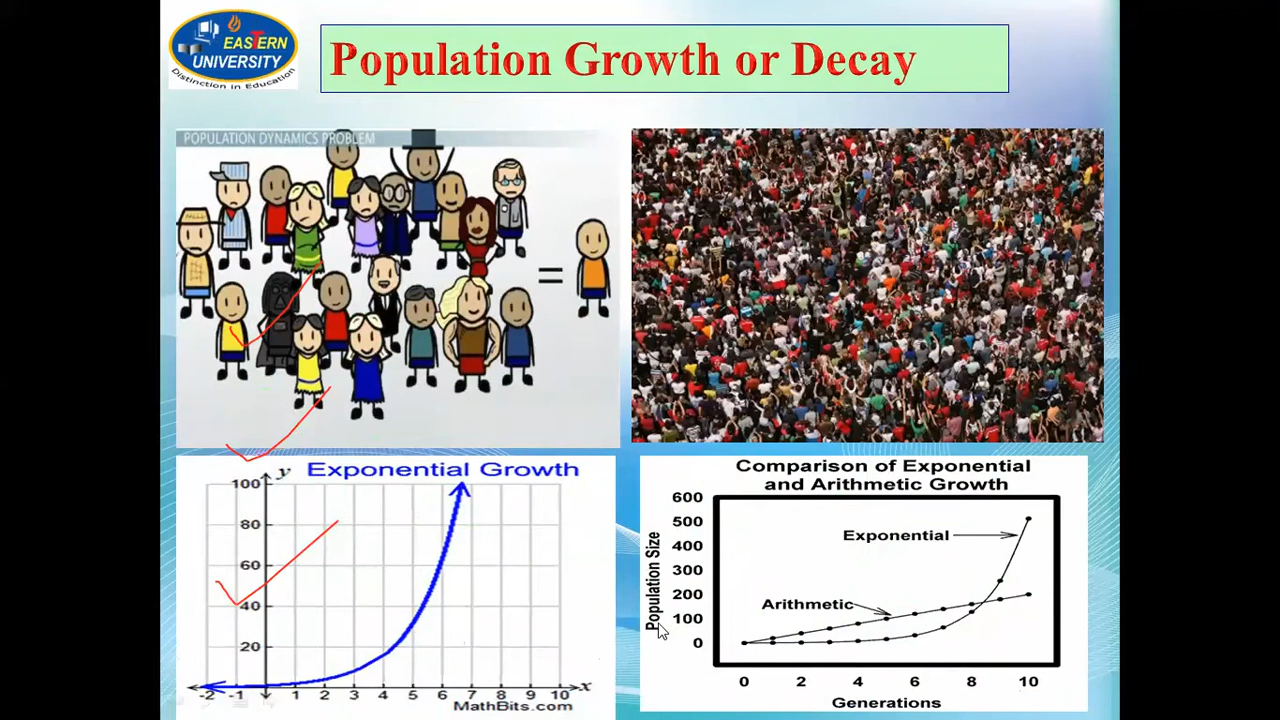 EASTERN
UNIVERSITY
Distinction in Education
Population Growth or Decay
POPULATION DYNAMICS PROBLEM
=
Exponential Growth
y
100
80
60
40
20
-2 -1 1 2 3 4 5 6 7 8 9 10 x
MathBits.com
Comparison of Exponential
and Arithmetic Growth
Population Size
600
500
400
300
200
100
0
Exponential
Arithmetic
0 2 4 6 8 10
Generations